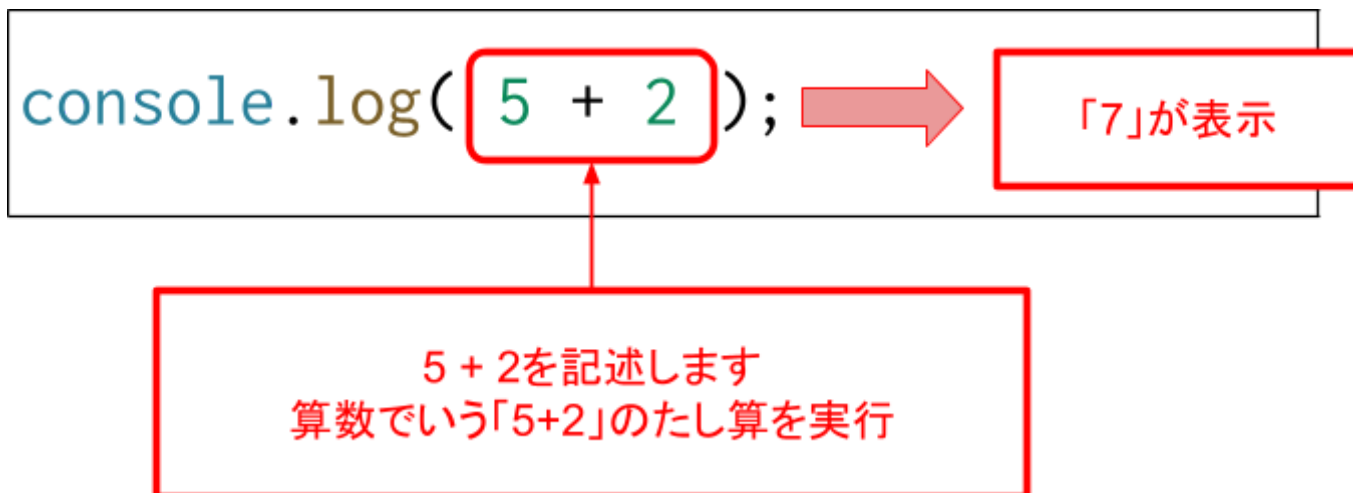 console.log( 5 + 2 );
「7」が表示
5 + 2を記述します
算数でいう「5+2」のたし算を実行